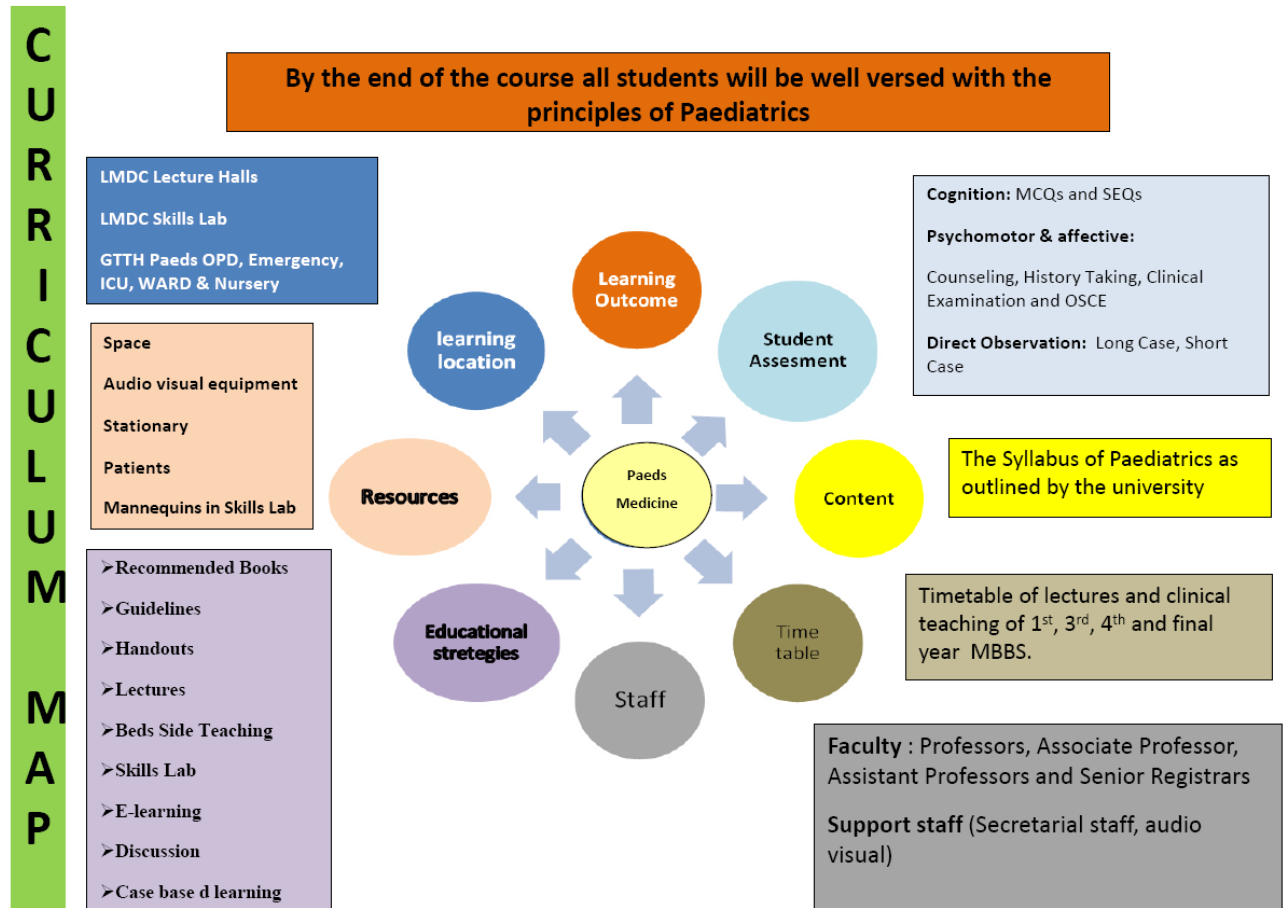 CURRICULUM MAP
By the end of the course all students will be well versed with the
principles of Paediatrics
LMDC Lecture Halls
LMDC Skills Lab
GTTH Paeds OPD, Emergency,
ICU, WARD & Nursery
Space
Audio visual equipment
Stationary
Patients
Mannequins in Skills Lab
➢Recommended Books
➢Guidelines
➢Handouts
➢Lectures
➢Beds Side Teaching
➢Skills Lab
➢E-learning
➢Discussion
➢Case base d learning
Learning
Outcome
learning
location
Student
Assesment
Resources
Paeds
Medicine
Content
Educational
stretegies
Time
table
Staff
Cognition: MCQs and SEQs
Psychomotor & affective:
Counseling, History Taking, Clinical
Examination and OSCE
Direct Observation: Long Case, Short
Case
The Syllabus of Paediatrics as
outlined by the university
Timetable of lectures and clinical
teaching of 1st, 3rd, 4th and final
year MBBS.
Faculty : Professors, Associate Professor,
Assistant Professors and Senior Registrars
Support staff (Secretarial staff, audio
visual)